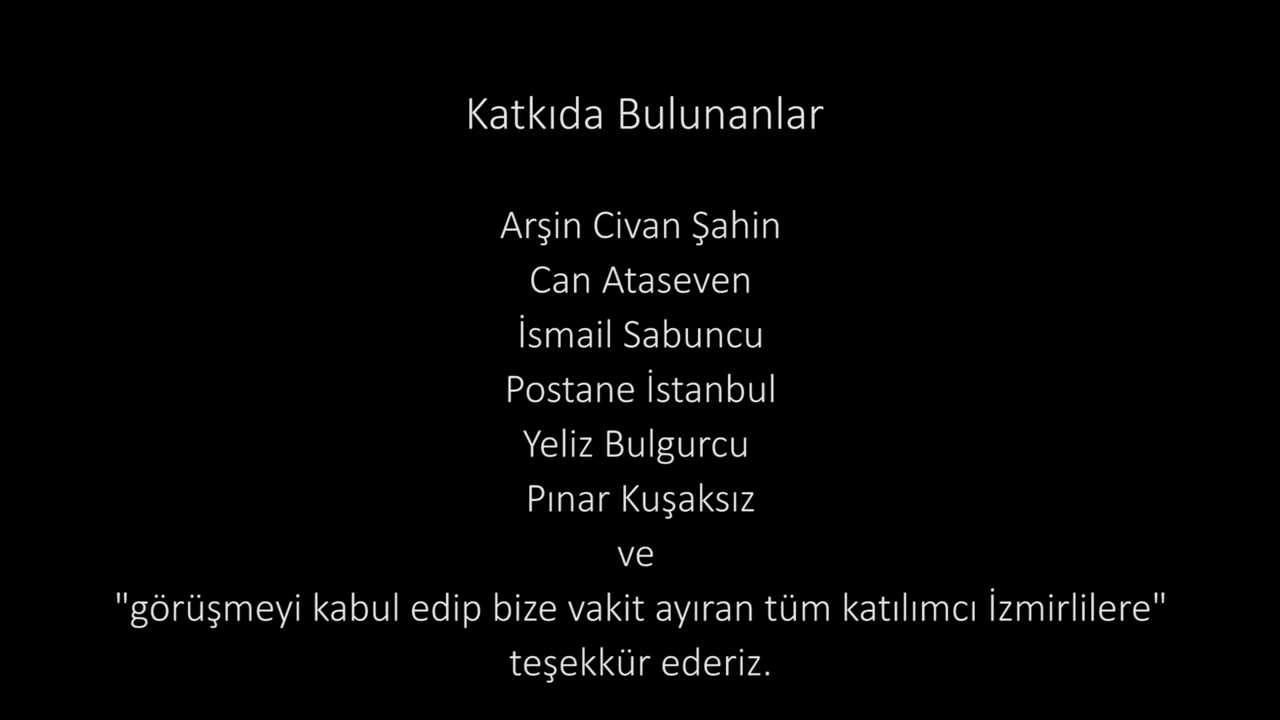 Katkıda Bulunanlar
Arşin Civan Şahin
Can Ataseven
İsmail Sabuncu
Postane İstanbul
Yeliz Bulgurcu
Pınar Kuşaksız
ve
"görüşmeyi kabul edip bize vakit ayıran tüm katılımcı İzmirlilere"
teşekkür ederiz.